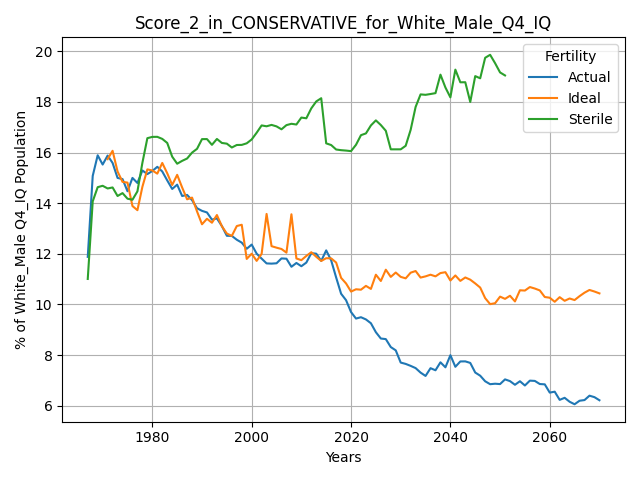 Score_2_in_CONSERVATIVE_for_White_Male_Q4_IQ
% of White_Male Q4_IQ Population
20
18
16
14
12
10
8
6
Fertility
Actual
Ideal
Sterile
1980
2000
2020
2040
2060
Years